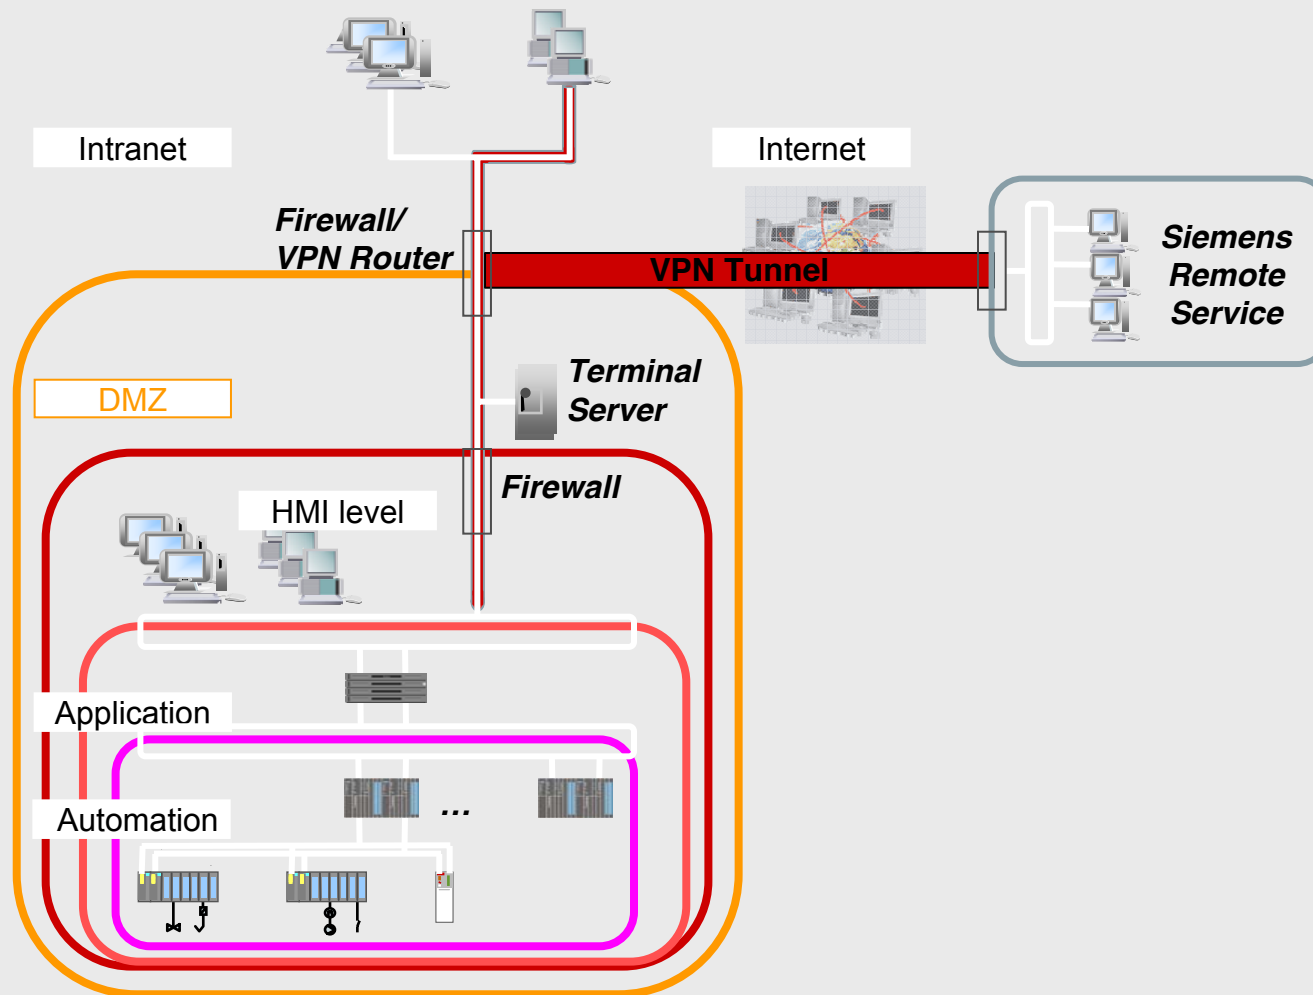 Intranet
Internet
Firewall/
VPN Router
VPN Tunnel
Siemens
Remote
Service
DMZ
Terminal
Server
Firewall
HMI level
Application
Automation
...